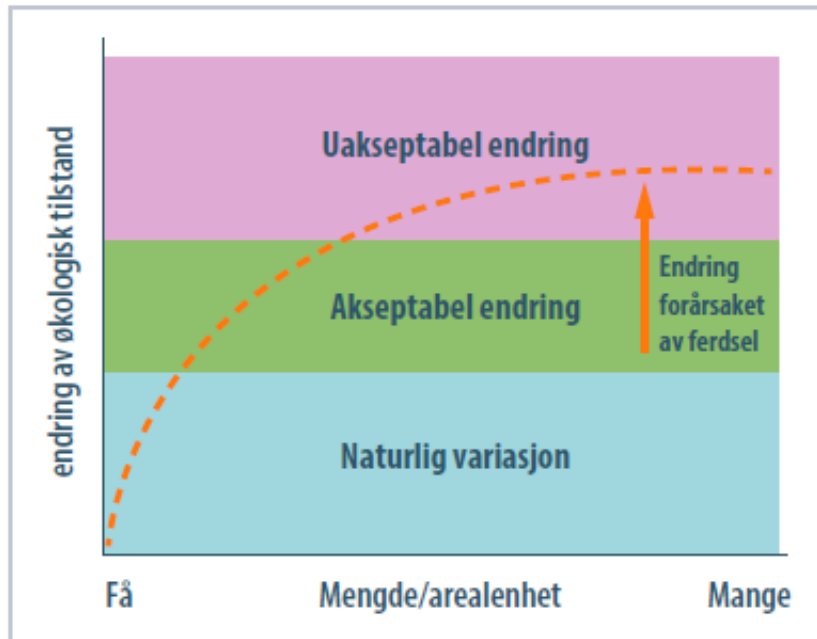 endring av økologisk tilstand
Uakseptabel endring
Akseptabel endring
Endring
forårsaket
av ferdsel
Naturlig variasjon
Få
Mengde/arealenhet
Mange